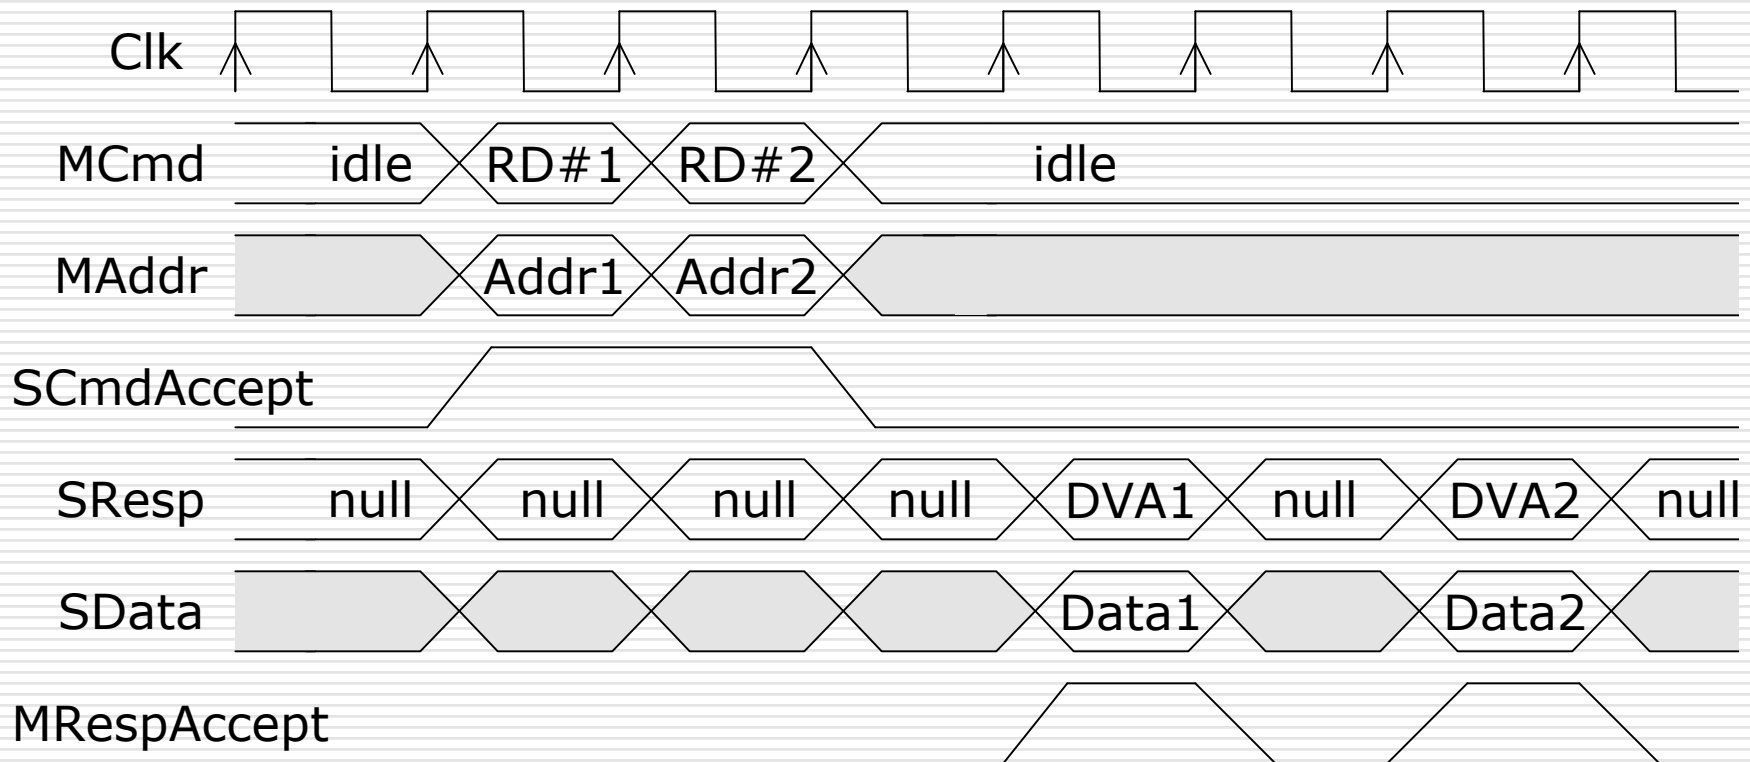 Clk
MCmd idle RD#1 RD#2 idle
MAddr Addr1 Addr2
SCmdAccept
SResp null null null null DVA1 null DVA2 null
SData Data1 Data2
MRespAccept